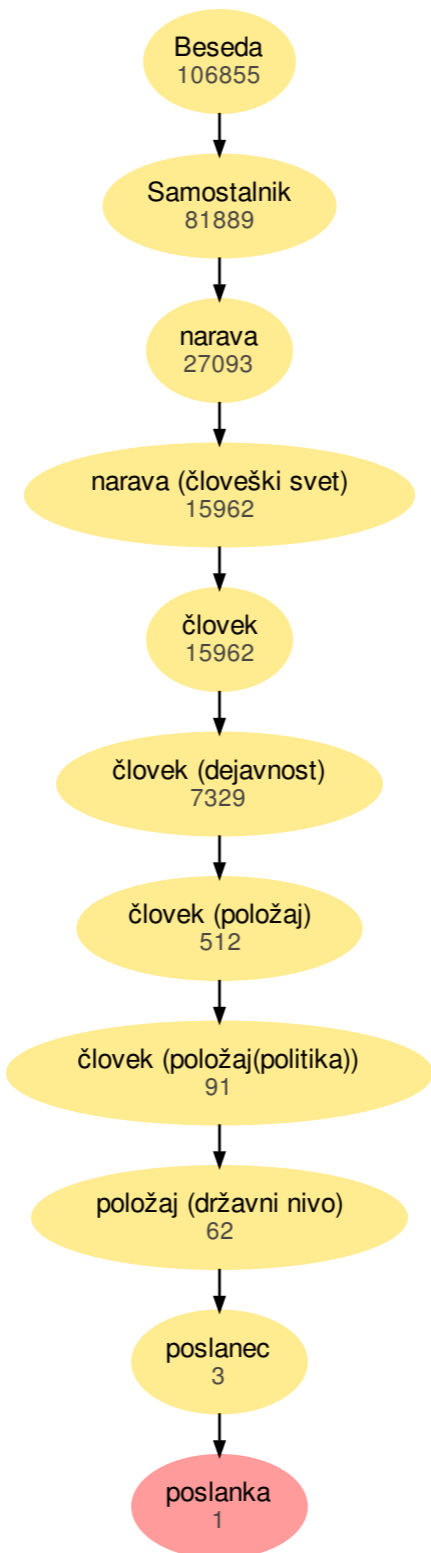 Beseda
106855
Samostalnik
81889
narava
27093
narava (človeški svet)
15962
človek
15962
človek (dejavnost)
7329
človek (položaj)
512
človek (položaj(politika))
91
položaj (državni nivo)
62
poslanec
3
poslanka
1